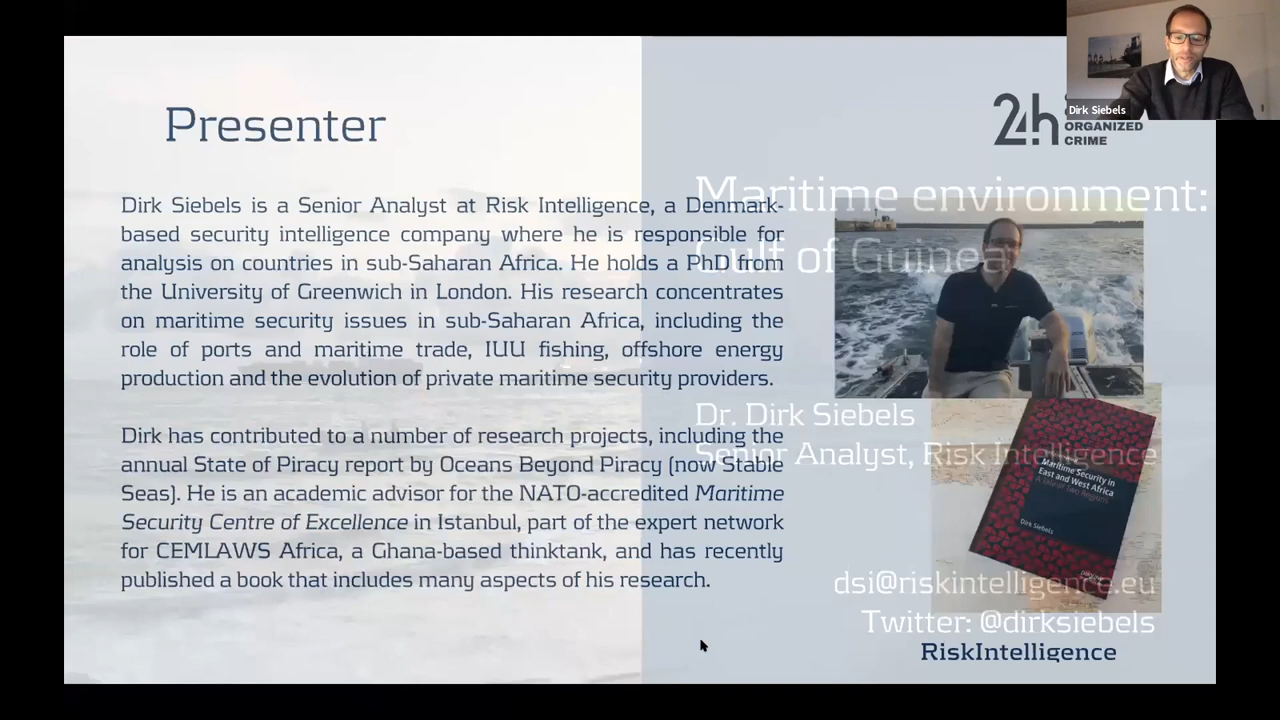 Dirk Siebels
Presenter
2h
ORGANIZED
CRIME
Maritime environment:
Gulf of Guinea
Dirk Siebels is a Senior Analyst at Risk Intelligence, a Denmark-
based security intelligence company where he is responsible for
analysis on countries in sub-Saharan Africa. He holds a PhD from
the University of Greenwich in London. His research concentrates
on maritime security issues in sub-Saharan Africa, including the
role of ports and maritime trade, IUU fishing, offshore energy
production and the evolution of private maritime security providers.
Dirk has contributed to a number of research projects, including the
annual State of Piracy report by Oceans Beyond Piracy (now Stable
Seas). He is an academic advisor for the NATO-accredited Maritime
Security Centre of Excellence in Istanbul, part of the expert network
for CEMLAWS Africa, a Ghana-based thinktank, and has recently
published a book that includes many aspects of his research.
Dr. Dirk Siebels
Senior Analyst, Risk Intelligence
Maritime Security in
East and West Africa
A Tale of Two Regions
Dirk Siebels
dsi@riskintelligence.eu
Twitter: @dirksiebels
RiskIntelligence